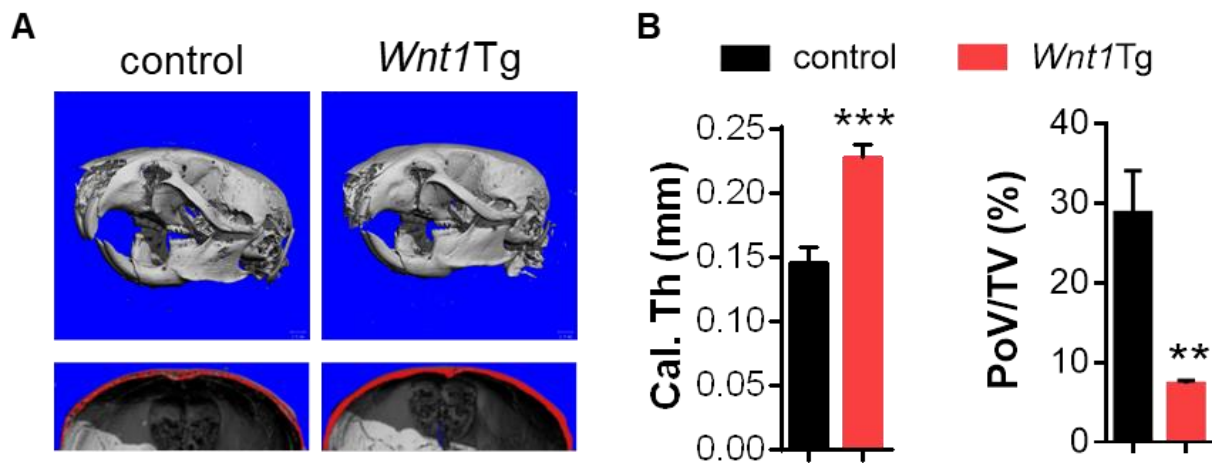 A
control
Wnt1Tg
B
control
Wnt1Tg
Cal. Th (mm)
0.25
0.20
0.15
0.10
0.05
0.00
***
PoV/TV (%)
40
30
20
10
0
**